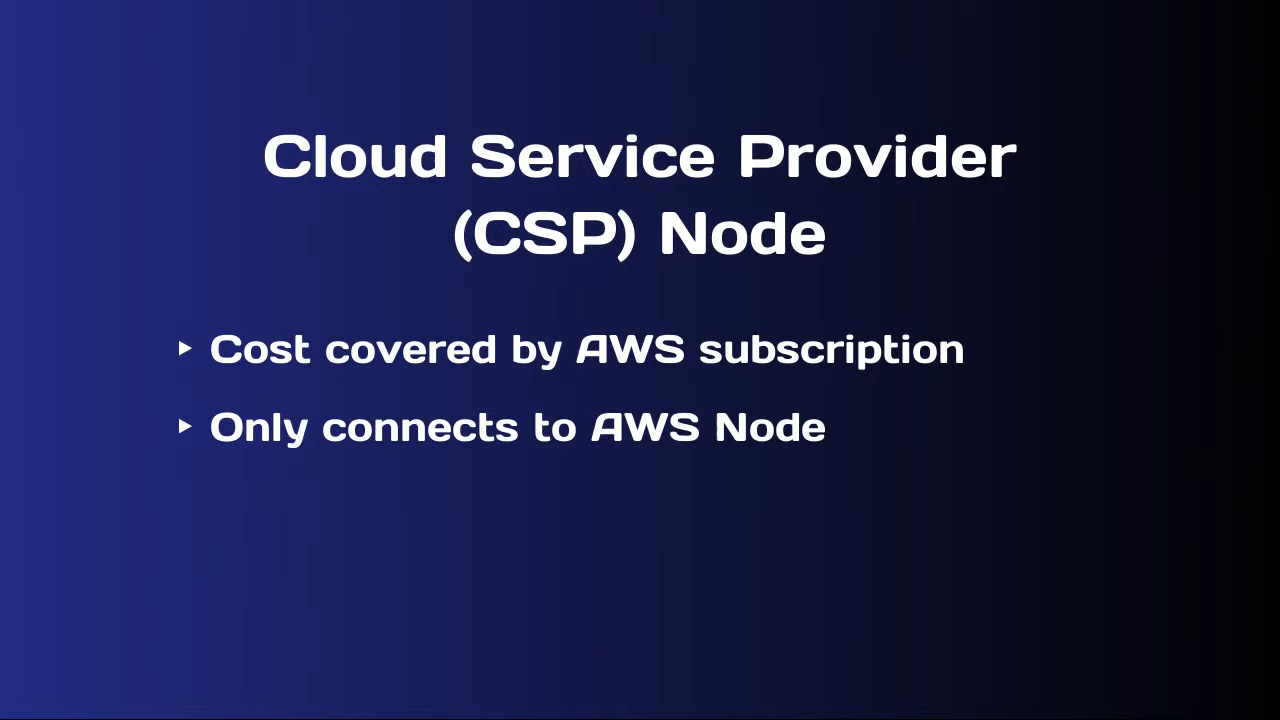 Cloud Service Provider
(CSP) Node
‣ Cost covered by AWS subscription
‣ Only connects to AWS Node